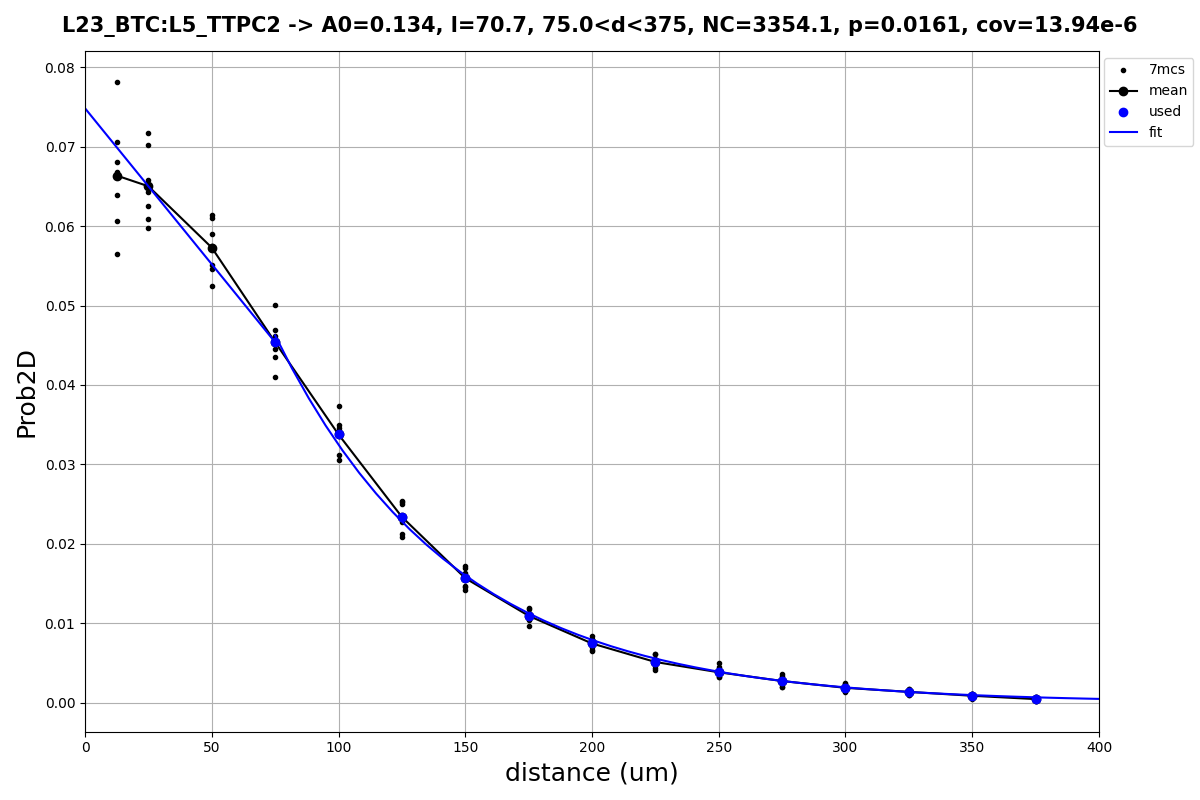 L23_BTC:L5_TTPC2 -> A0=0.134, l=70.7, 75.0<d<375, NC=3354.1, p=0.0161, cov=13.94e-6
0.08
0.07
0.06
0.05
0.04
0.03
0.02
0.01
0.00
Prob2D
0
50
100
150
200
250
300
350
400
distance (um)
7mcs
mean
used
fit